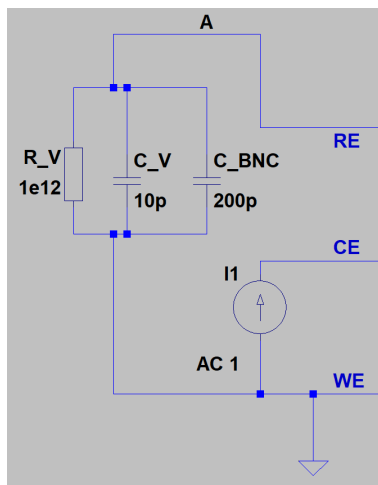 A
RE
R_V
1e12
C_V
10p
C_BNC
200p
CE
I1
AC 1
WE